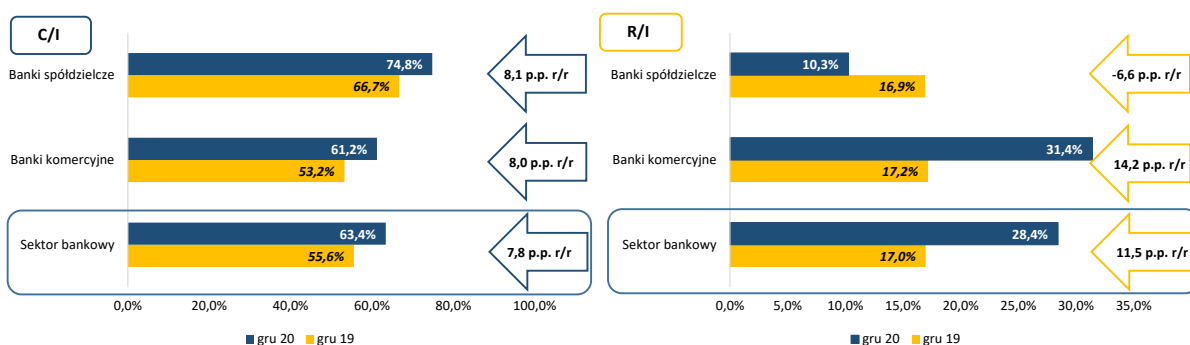 C/I
Banki spółdzielcze
74,8%
66,7%
8,1 p.p. r/r
Banki komercyjne
61,2%
53,2%
8,0 p.p. r/r
Sektor bankowy
63,4%
55,6%
7,8 p.p. r/r
0,0% 20,0% 40,0% 60,0% 80,0% 100,0%
gru 20 gru 19
R/I
Banki spółdzielcze
10,3%
16,9%
-6,6 p.p. r/r
Banki komercyjne
31,4%
17,2%
14,2 p.p. r/r
Sektor bankowy
28,4%
17,0%
11,5 p.p. r/r
0,0% 5,0% 10,0% 15,0% 20,0% 25,0% 30,0% 35,0%
gru 20 gru 19